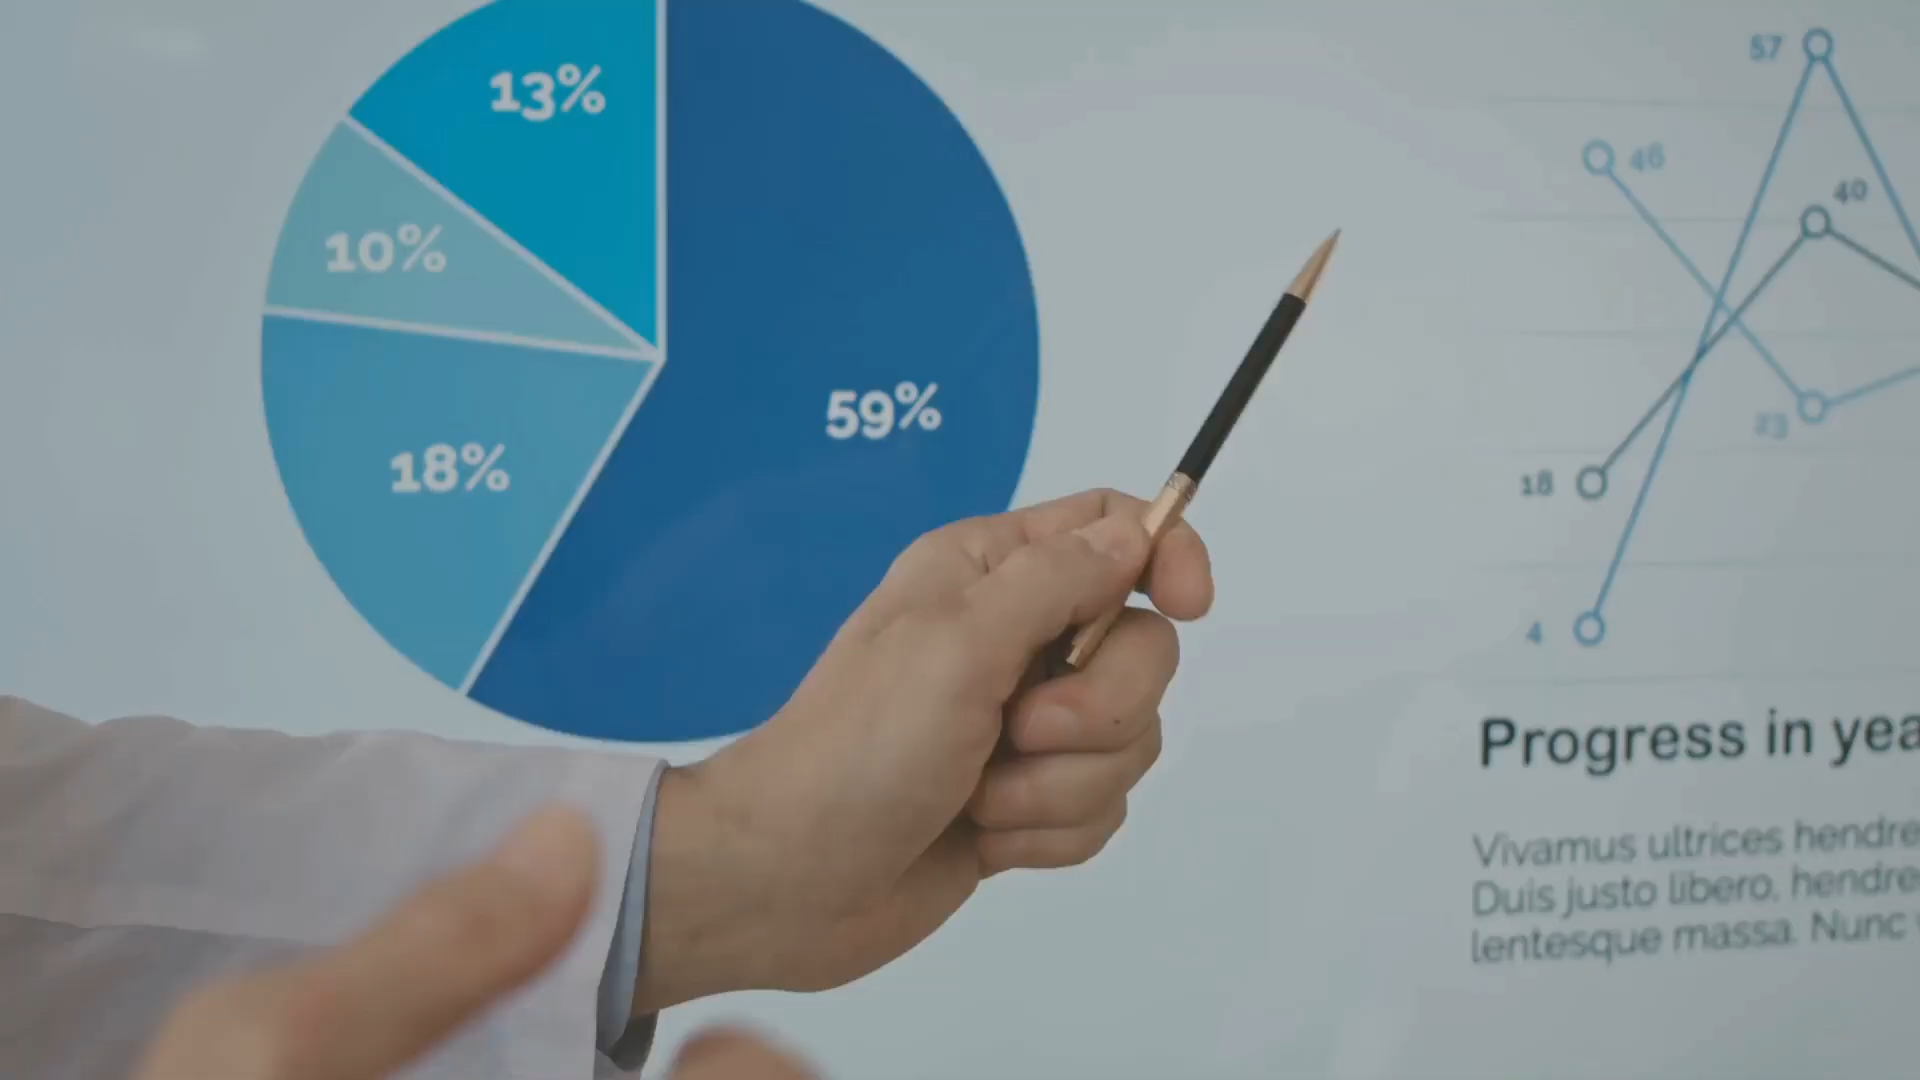 13%
10%
18%
59%
57
46
40
23
18
4
Progress in yea
Vivamus ultrices hendre
Duis justo libero, hendre
lentesque massa. Nunc